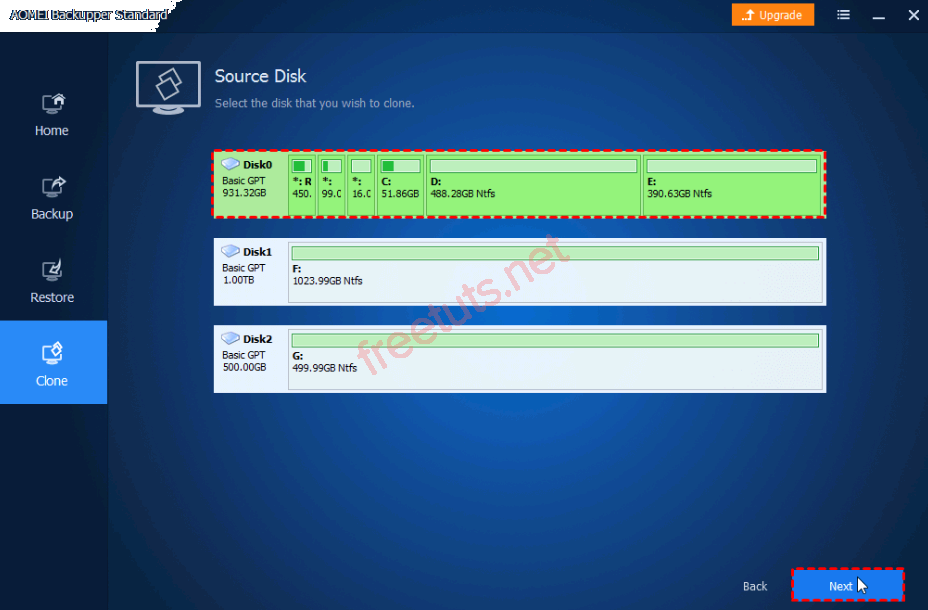 AOMEI Backupper Standard
Upgrade
Source Disk
Select the disk that you wish to clone.
Home
Backup
Restore
Clone
Disk0
Basic GPT
931.32GB
*: R
450.
*:
99.0
*:
16.0
C:
51.86GB
D:
488.28GB Ntfs
E:
390.63GB Ntfs
Disk1
Basic GPT
1.00TB
F:
1023.99GB Ntfs
Disk2
Basic GPT
500.00GB
G:
499.99GB Ntfs
freetuts.net
Back
Next